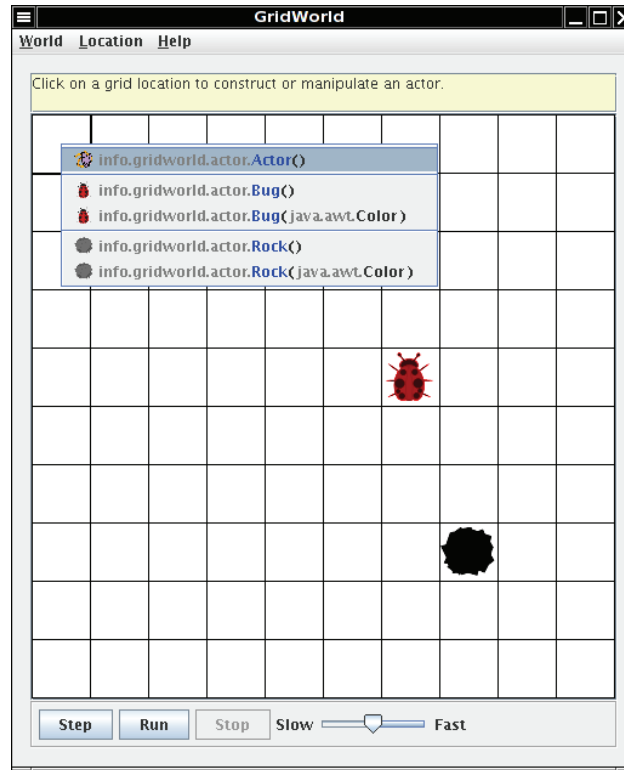 GridWorld
World Location Help
Click on a grid location to construct or manipulate an actor.
info.gridworld.actor.Actor()
info.gridworld.actor.Bug()
info.gridworld.actor.Bug(java.awt.Color)
info.gridworld.actor.Rock()
info.gridworld.actor.Rock(java.awt.Color)
Step Run Stop Slow Fast